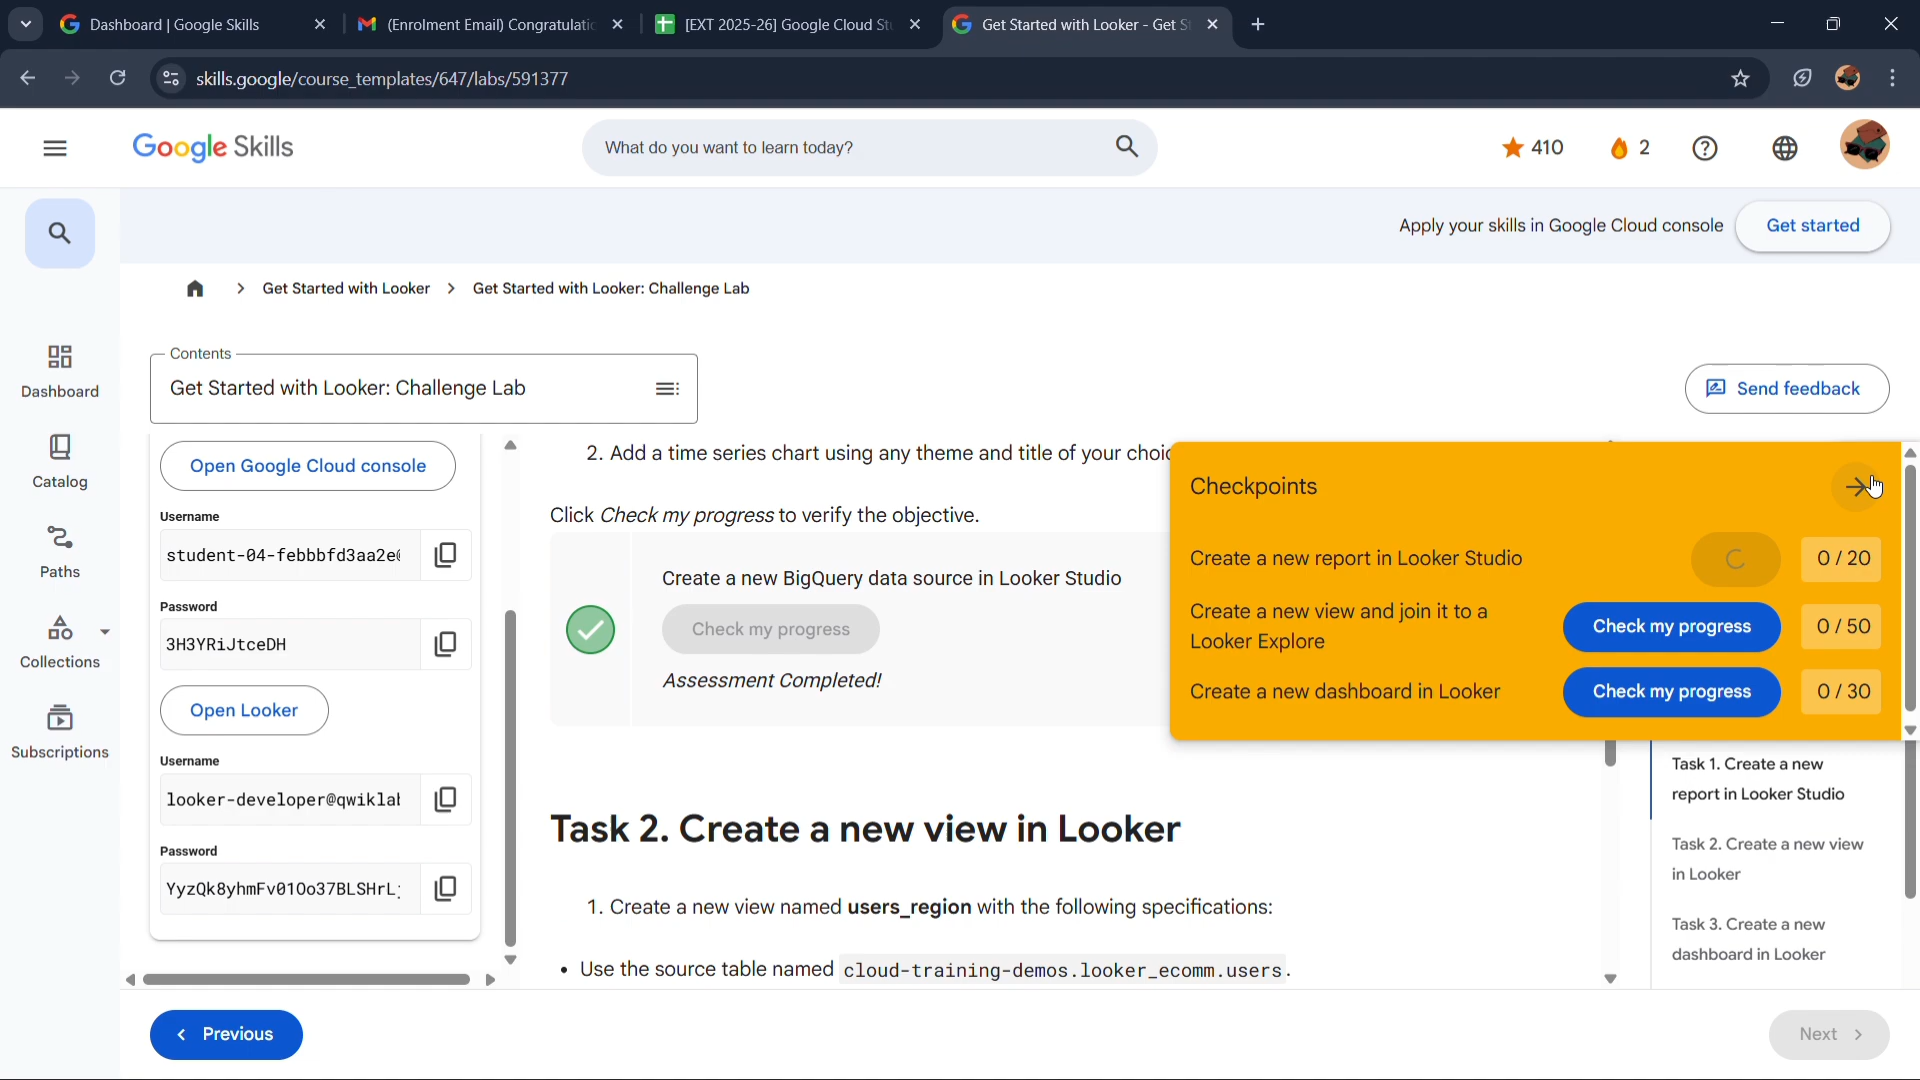 Dashboard | Google Skills
(Enrolment Email) Congratulatic
[EXT 2025-26] Google Cloud Stu
Get Started with Looker - Get S
skills.google/course_templates/647/labs/591377
Google Skills
What do you want to learn today?
410
2
Apply your skills in Google Cloud console
Get started
Get Started with Looker
Get Started with Looker: Challenge Lab
Dashboard
Catalog
Paths
Collections
Subscriptions
Contents
Get Started with Looker: Challenge Lab
Send feedback
Open Google Cloud console
Username
student-04-febbbfd3aa2e
Password
3H3YRiJtceDH
Open Looker
Username
looker-developer@qwiklab
Password
YyzQk8yhmFv01Oo37BLSHrL
2. Add a time series chart using any theme and title of your choic
Click Check my progress to verify the objective.
Create a new BigQuery data source in Looker Studio
Check my progress
Assessment Completed!
Task 2. Create a new view in Looker
1. Create a new view named users_region with the following specifications:
• Use the source table named cloud-training-demos.looker_ecomm.users.
Checkpoints
Create a new report in Looker Studio
0 / 20
Create a new view and join it to a
Looker Explore
Check my progress
0 / 50
Create a new dashboard in Looker
Check my progress
0 / 30
Task 1. Create a new
report in Looker Studio
Task 2. Create a new view
in Looker
Task 3. Create a new
dashboard in Looker
Previous
Next